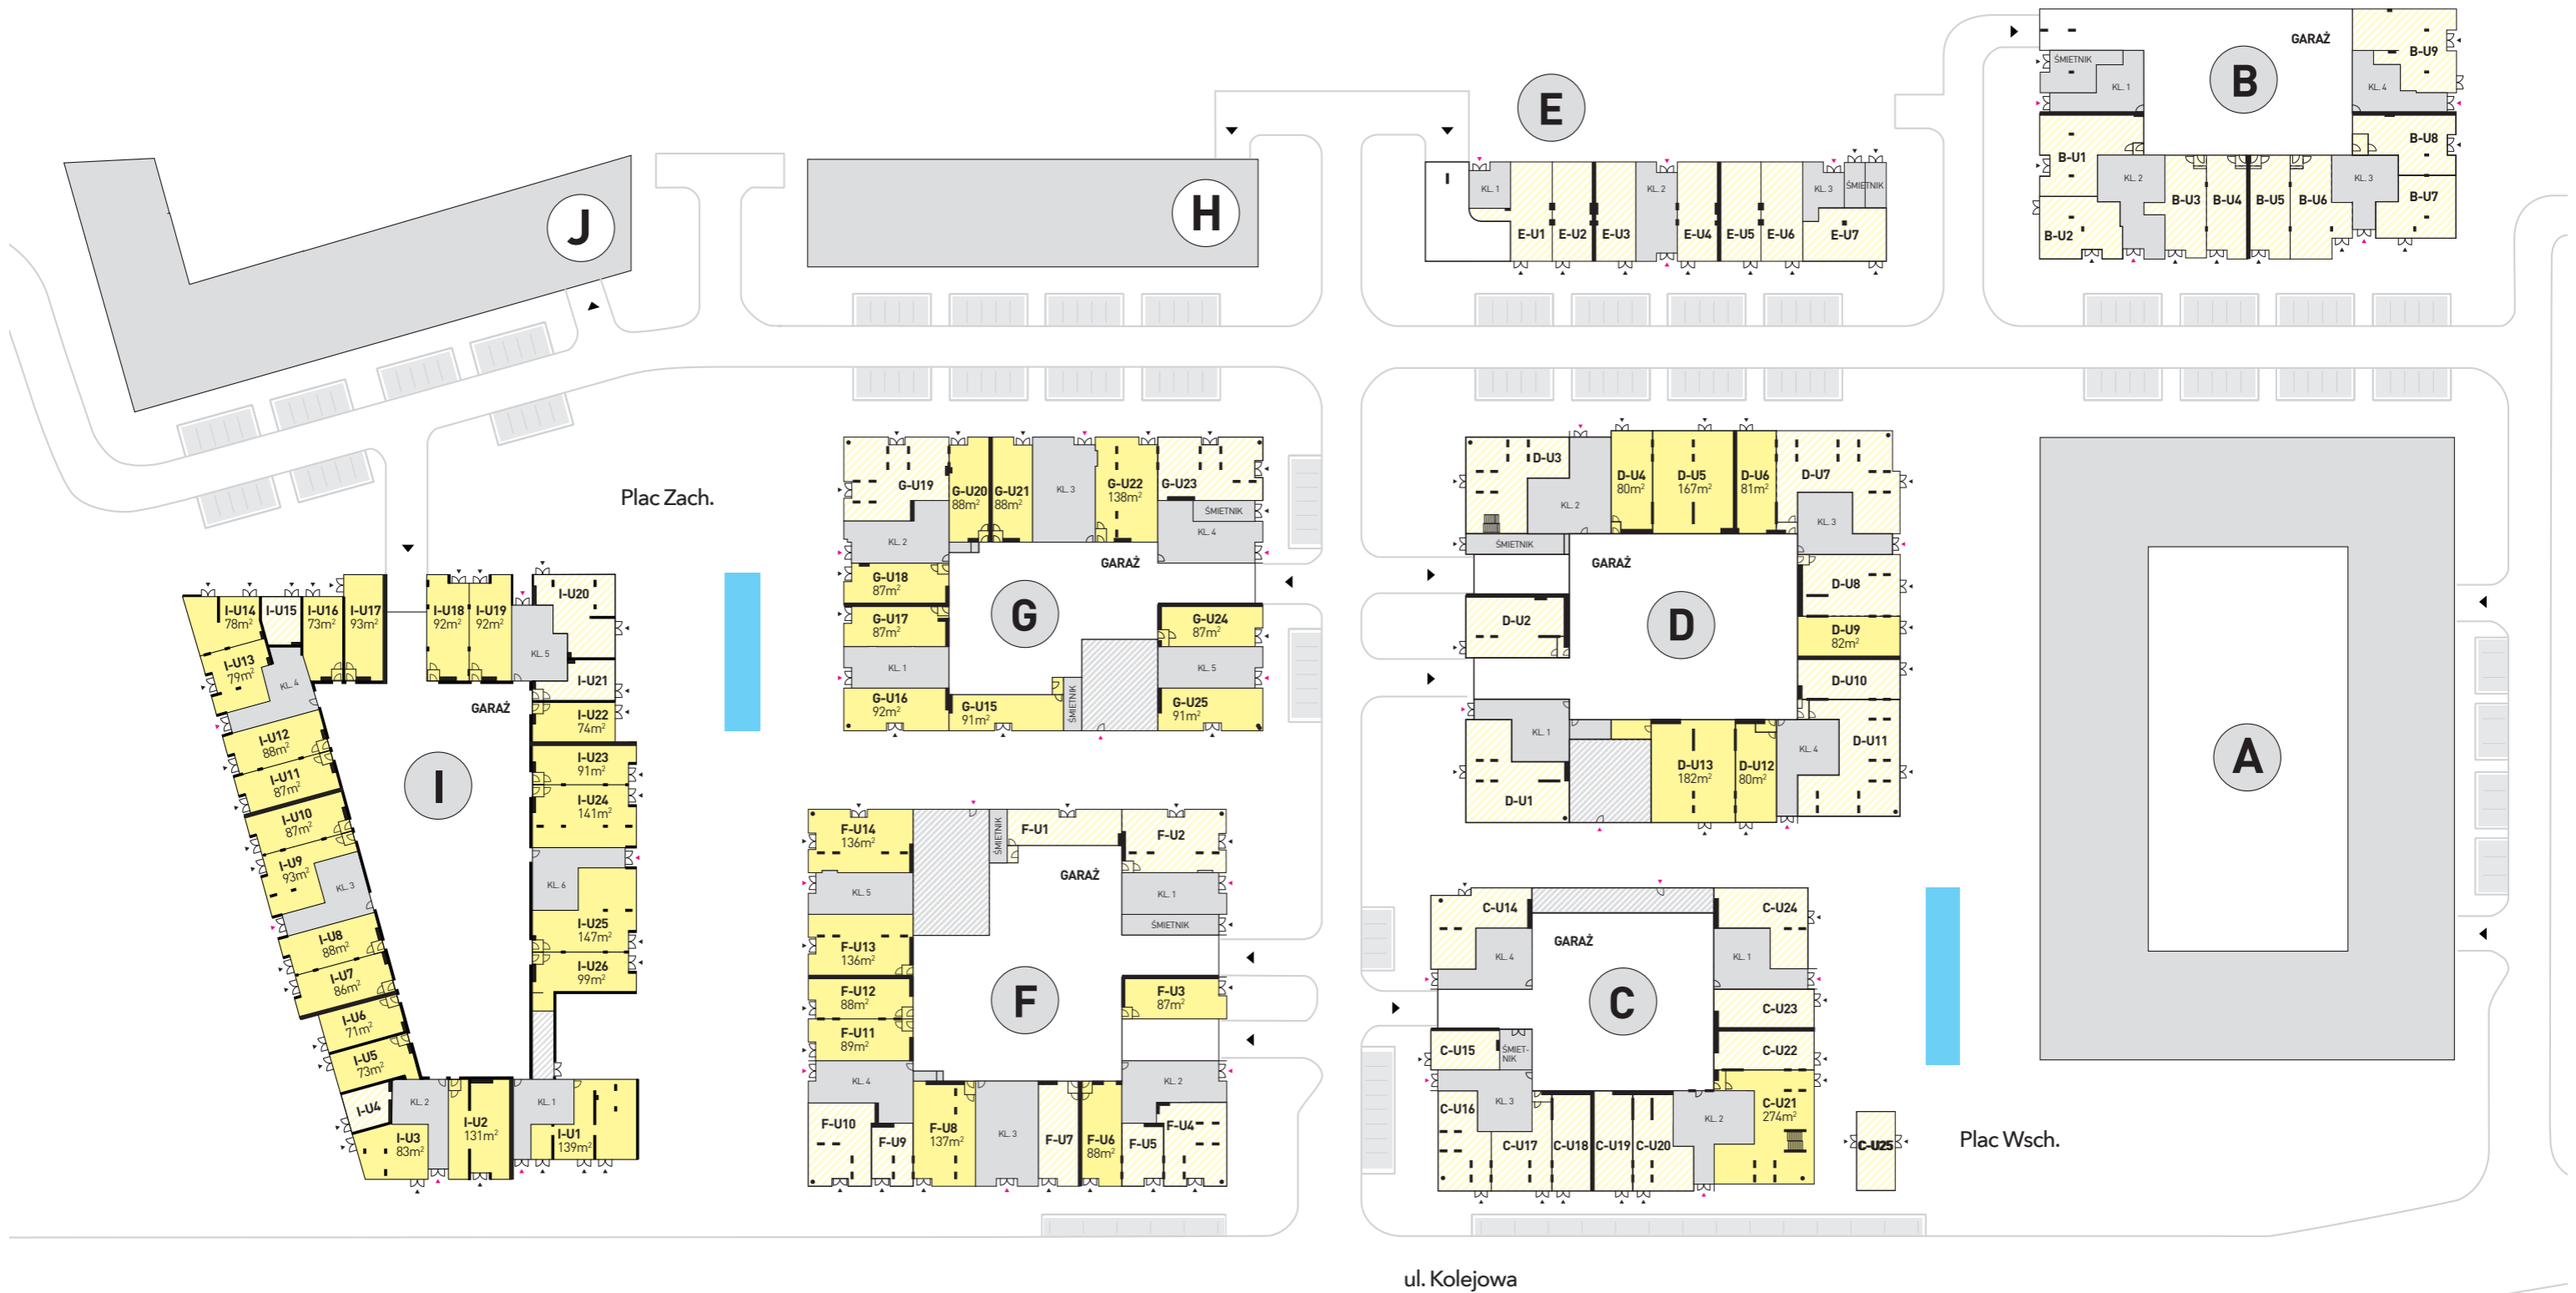 GARAŻ
B-U9
ŚMIETNIK
KL. 1
B
KL. 4
B-U8
B-U1
KL. 2
KL. 3
B-U3
B-U4
B-U5
B-U6
B-U7
B-U2
E
KL. 1
KL. 2
KL. 3
ŚMIETNIK
E-U1
E-U2
E-U3
E-U4
E-U5
E-U6
E-U7
H
J
Plac Zach.
G-U19
G-U20
88m²
G-U21
88m²
KL. 3
G-U22
138m²
G-U23
ŚMIETNIK
KL. 2
KL. 4
GARAŻ
G-U18
87m²
G
G-U17
87m²
G-U24
87m²
KL. 1
KL. 5
ŚMIETNIK
G-U16
92m²
G-U15
91m²
G-U25
91m²
D-U3
D-U4
80m²
D-U5
167m²
D-U6
81m²
D-U7
KL. 2
KL. 3
ŚMIETNIK
GARAŻ
D-U8
D-U2
D
D-U9
82m²
D-U10
KL. 1
D-U13
182m²
D-U12
80m²
KL. 4
D-U11
D-U1
A
I-U14
78m²
I-U15
I-U16
73m²
I-U17
93m²
I-U18
92m²
I-U19
92m²
I-U20
KL. 5
I-U13
79m²
KL. 4
I-U21
GARAŻ
I-U22
74m²
I-U12
88m²
I-U23
91m²
I-U11
87m²
I
I-U24
141m²
I-U10
87m²
I-U9
93m²
KL. 3
KL. 6
I-U25
147m²
I-U8
88m²
I-U7
86m²
I-U26
99m²
I-U6
71m²
I-U5
73m²
I-U4
KL. 2
I-U3
83m²
I-U2
131m²
KL. 1
I-U1
139m²
F-U14
136m²
ŚMIETNIK
F-U1
F-U2
GARAŻ
KL. 5
KL. 1
ŚMIETNIK
F-U13
136m²
F-U12
88m²
F
F-U3
87m²
F-U11
89m²
KL. 4
KL. 2
F-U10
F-U9
F-U8
137m²
KL. 3
F-U7
F-U6
88m²
F-U5
F-U4
C-U14
C-U24
GARAŻ
KL. 4
KL. 1
C
C-U23
C-U15
ŚMIET-
NIK
C-U22
C-U16
KL. 3
C-U17
C-U18
C-U19
C-U20
KL. 2
C-U21
274m²
C-U25
Plac Wsch.
ul. Kolejowa